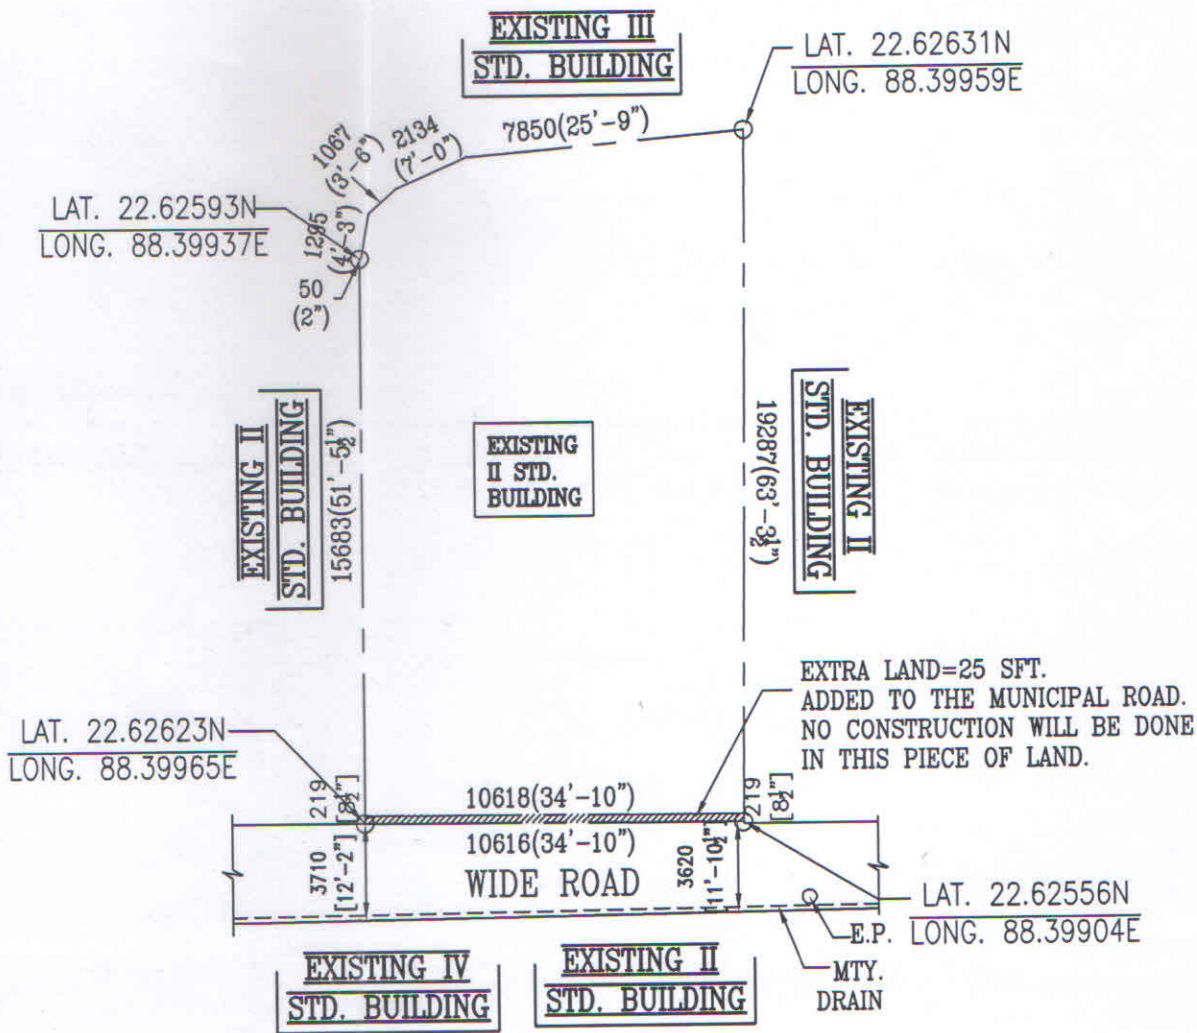 EXISTING III
STD. BUILDING
LAT. 22.62631N
LONG. 88.39959E
7850(25'-9")
2134
(7'-0")
1067
(3'-6")
1295
(4'-3")
LAT. 22.62593N
LONG. 88.39937E
50
(2")
EXISTING II
STD. BUILDING
15683(51'-5½")
EXISTING
II STD.
BUILDING
19287(63'-3½")
EXISTING II
STD. BUILDING
EXTRA LAND=25 SFT.
ADDED TO THE MUNICIPAL ROAD.
NO CONSTRUCTION WILL BE DONE
IN THIS PIECE OF LAND.
LAT. 22.62623N
LONG. 88.39965E
219
[8½"]
10618(34'-10")
219
[8½"]
10616(34'-10")
3710
[12'-2"]
WIDE ROAD
3620
[11'-10½"]
LAT. 22.62556N
LONG. 88.39904E
E.P.
MTY.
DRAIN
EXISTING IV
STD. BUILDING
EXISTING II
STD. BUILDING